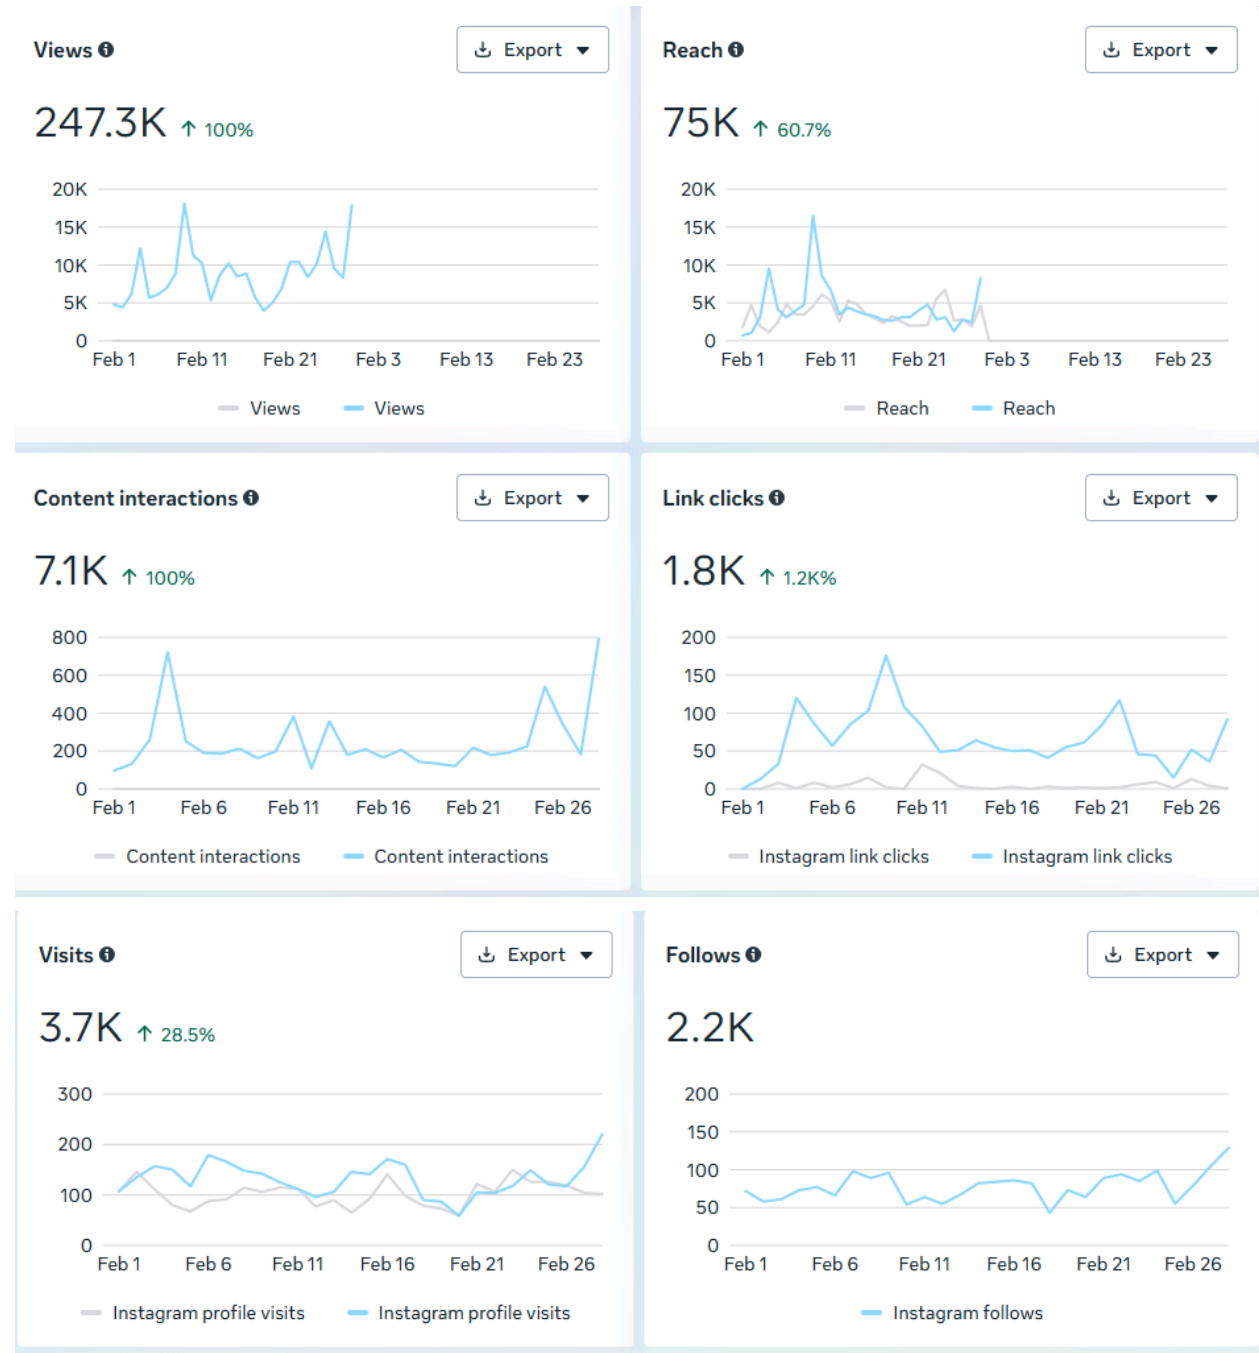 Views
Export
247.3K ↑ 100%
20K
15K
10K
5K
0
Feb 1 Feb 11 Feb 21 Feb 3 Feb 13 Feb 23
Views Views
Reach
Export
75K ↑ 60.7%
20K
15K
10K
5K
0
Feb 1 Feb 11 Feb 21 Feb 3 Feb 13 Feb 23
Reach Reach
Content interactions
Export
7.1K ↑ 100%
800
600
400
200
0
Feb 1 Feb 6 Feb 11 Feb 16 Feb 21 Feb 26
Content interactions Content interactions
Link clicks
Export
1.8K ↑ 1.2K%
200
150
100
50
0
Feb 1 Feb 6 Feb 11 Feb 16 Feb 21 Feb 26
Instagram link clicks Instagram link clicks
Visits
Export
3.7K ↑ 28.5%
300
200
100
0
Feb 1 Feb 6 Feb 11 Feb 16 Feb 21 Feb 26
Instagram profile visits Instagram profile visits
Follows
Export
2.2K
200
150
100
50
0
Feb 1 Feb 6 Feb 11 Feb 16 Feb 21 Feb 26
Instagram follows